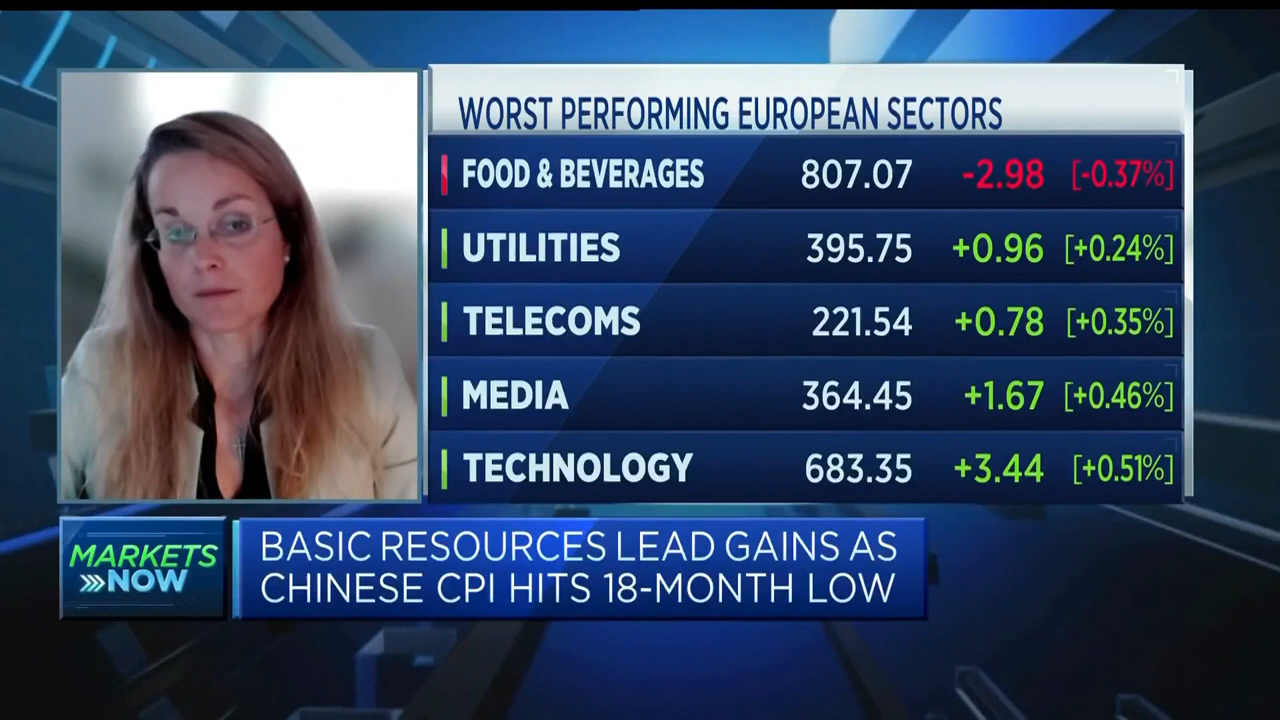 WORST PERFORMING EUROPEAN SECTORS
FOOD & BEVERAGES 807.07 -2.98 [-0.37%]
UTILITIES 395.75 +0.96 [+0.24%]
TELECOMS 221.54 +0.78 [+0.35%]
MEDIA 364.45 +1.67 [+0.46%]
TECHNOLOGY 683.35 +3.44 [+0.51%]
MARKETS
NOW
BASIC RESOURCES LEAD GAINS AS
CHINESE CPI HITS 18-MONTH LOW